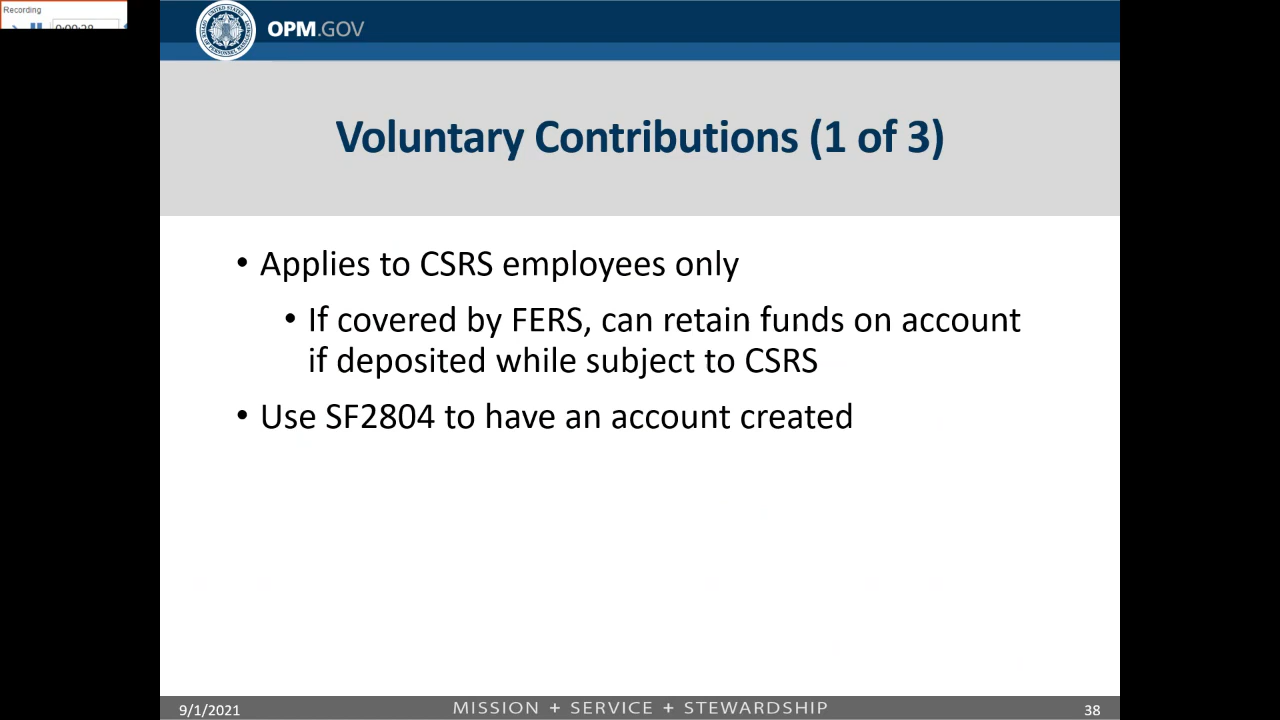 Recording
OPM.GOV
Voluntary Contributions (1 of 3)
• Applies to CSRS employees only
• If covered by FERS, can retain funds on account
if deposited while subject to CSRS
• Use SF2804 to have an account created
9/1/2021
MISSION + SERVICE + STEWARDSHIP
38